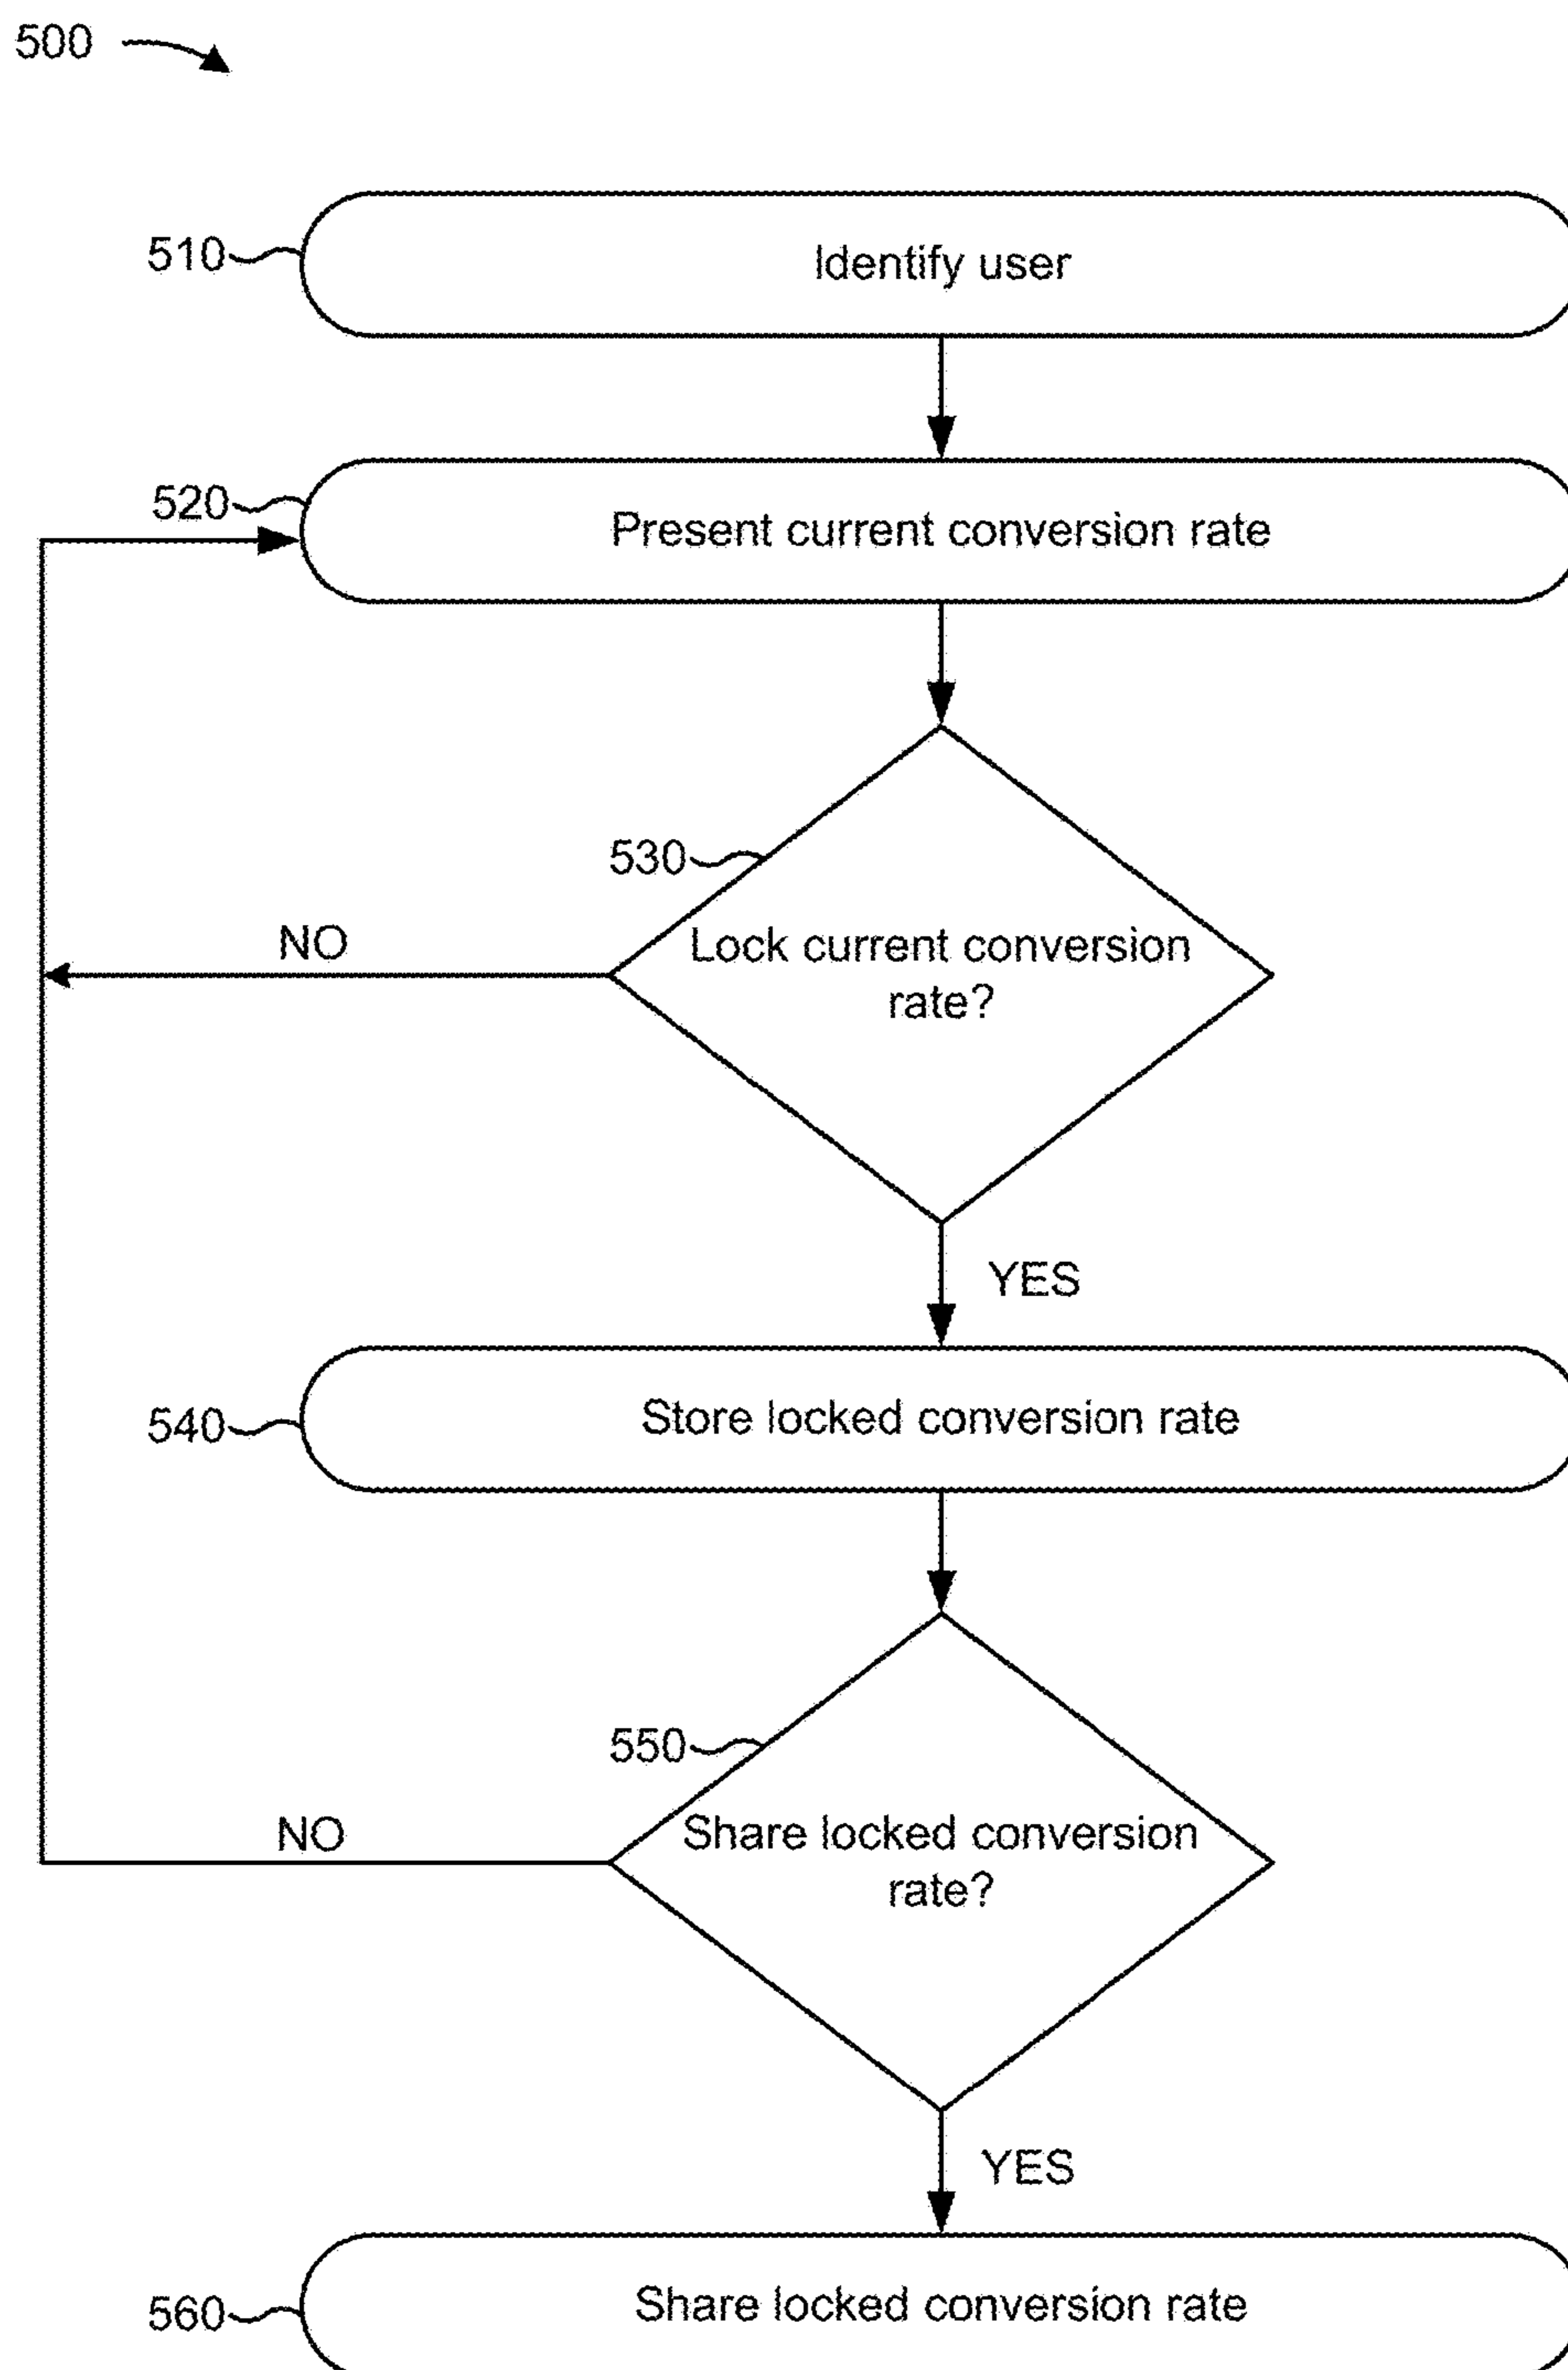 500
510
Identify user
520
Present current conversion rate
530
Lock current conversion
rate?
NO
YES
540
Store locked conversion rate
550
Share locked conversion
rate?
NO
YES
560
Share locked conversion rate